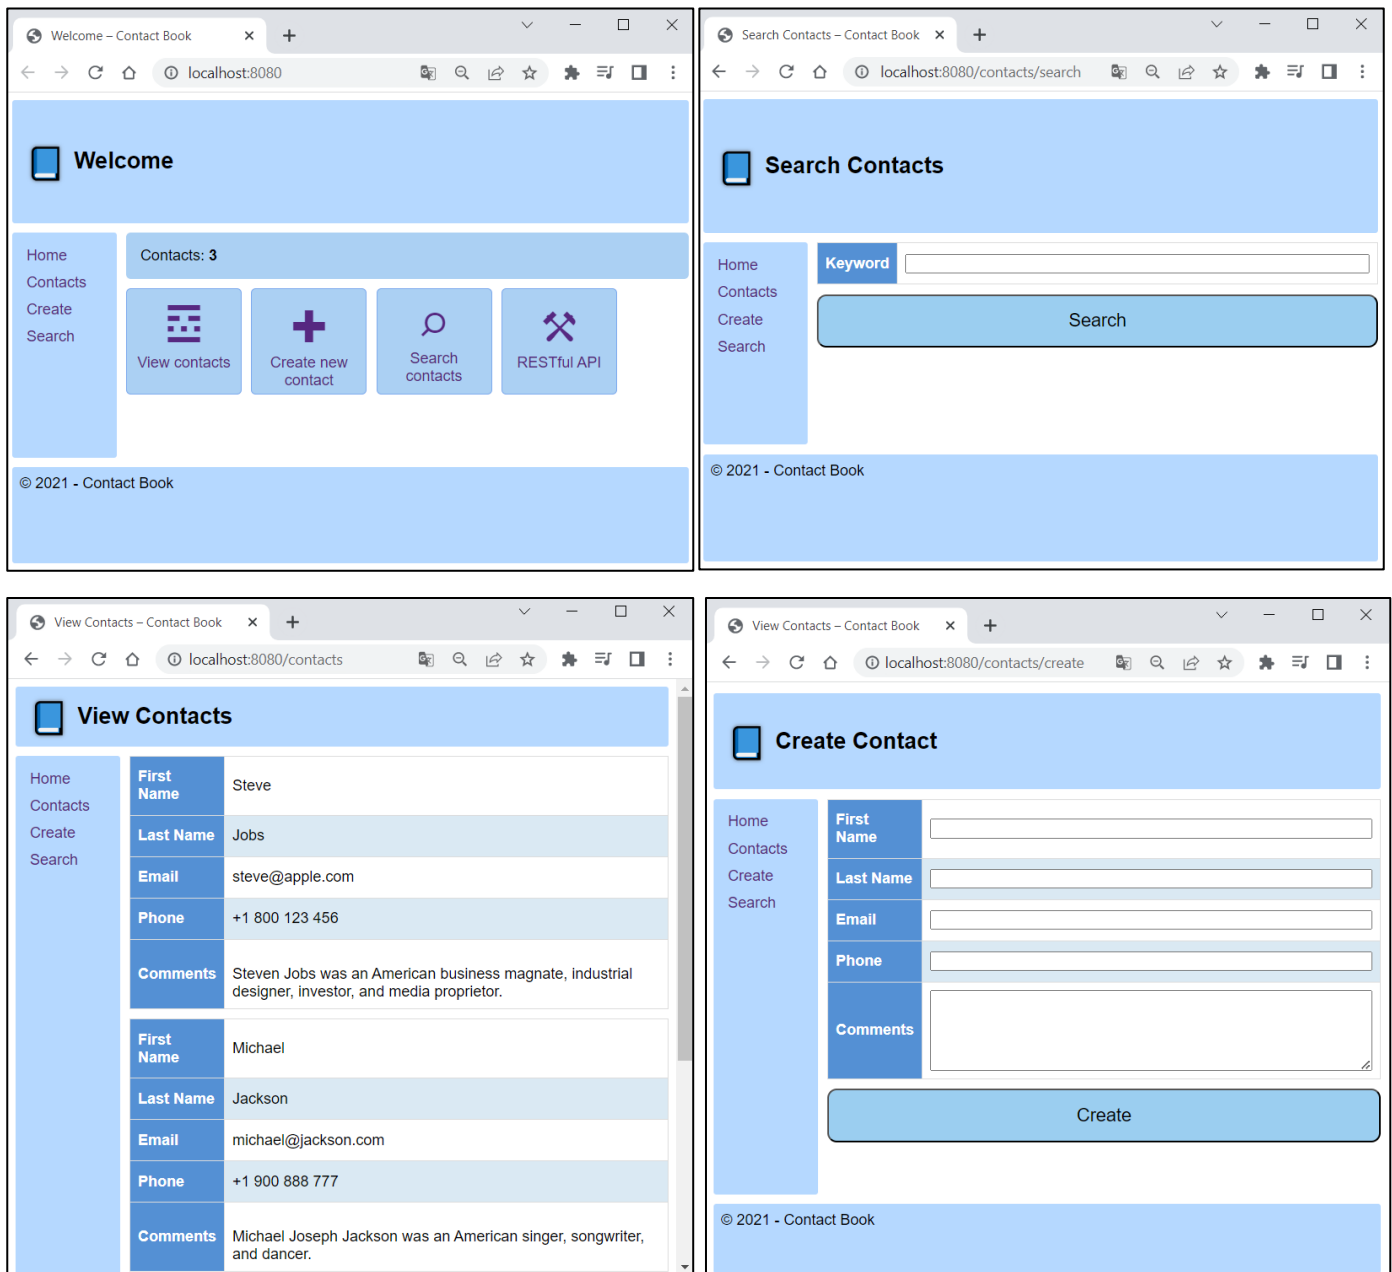 Welcome – Contact Book
localhost:8080
Welcome
Home
Contacts
Create
Search
Contacts: 3
View contacts
Create new
contact
Search
contacts
RESTful API
© 2021 - Contact Book
Search Contacts – Contact Book
localhost:8080/contacts/search
Search Contacts
Home
Contacts
Create
Search
Keyword
Search
© 2021 - Contact Book
View Contacts – Contact Book
localhost:8080/contacts
View Contacts
Home
Contacts
Create
Search
First
Name
Steve
Last Name
Jobs
Email
steve@apple.com
Phone
+1 800 123 456
Comments
Steven Jobs was an American business magnate, industrial
designer, investor, and media proprietor.
First
Name
Michael
Last Name
Jackson
Email
michael@jackson.com
Phone
+1 900 888 777
Comments
Michael Joseph Jackson was an American singer, songwriter,
and dancer.
View Contacts – Contact Book
localhost:8080/contacts/create
Create Contact
Home
Contacts
Create
Search
First
Name
Last Name
Email
Phone
Comments
Create
© 2021 - Contact Book